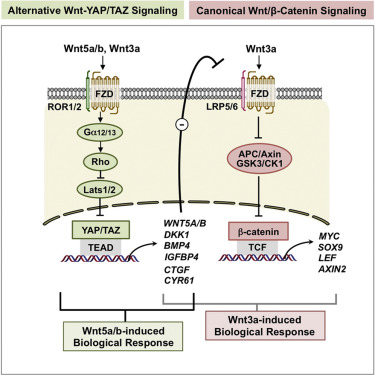 Alternative Wnt-YAP/TAZ Signaling
Canonical Wnt/β-Catenin Signaling
Wnt5a/b, Wnt3a
FZD
ROR1/2
Gα12/13
Rho
Lats1/2
YAP/TAZ
TEAD
WNT5A/B
DKK1
BMP4
IGFBP4
CTGF
CYR61
Wnt5a/b-induced
Biological Response
Wnt3a
FZD
LRP5/6
APC/Axin
GSK3/CK1
β-catenin
TCF
MYC
SOX9
LEF
AXIN2
Wnt3a-induced
Biological Response